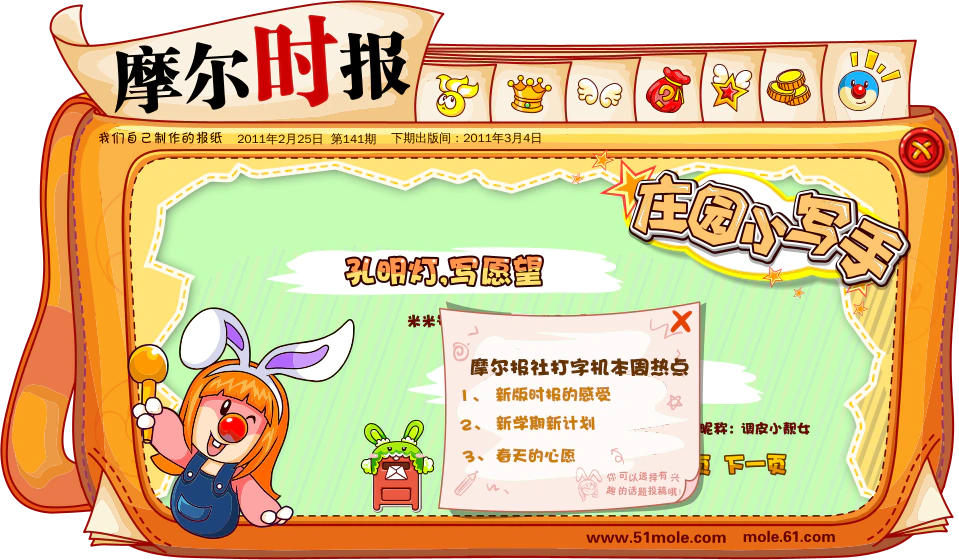 摩尔时报
我们自己制作的报纸 2011年2月25日 第141期 下期出版间：2011年3月4日
庄园小写手
孔明灯,写愿望
米米
摩尔报社打字机本周热点
1、 新版时报的感受
2、 新学期新计划
3、 春天的心愿
你可以选择有兴
趣的话题投稿哦!
昵称：调皮小靓女
页 下一页
www.51mole.com mole.61.com